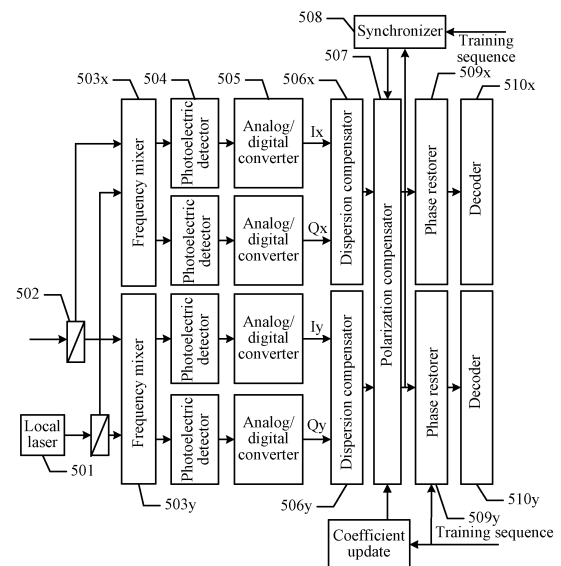 508
Synchronizer
507
Training
sequence
503x
504
505
506x
509x
510x
Frequency mixer
Photoelectric
detector
Analog/
digital
converter
Ix
Dispersion compensator
Polarization compensator
Phase restorer
Decoder
Photoelectric
detector
Analog/
digital
converter
Qx
502
Frequency mixer
Photoelectric
detector
Analog/
digital
converter
Iy
Dispersion compensator
Phase restorer
Decoder
Local
laser
501
Photoelectric
detector
Analog/
digital
converter
Qy
503y
506y
510y
509y
Training sequence
Coefficient
update